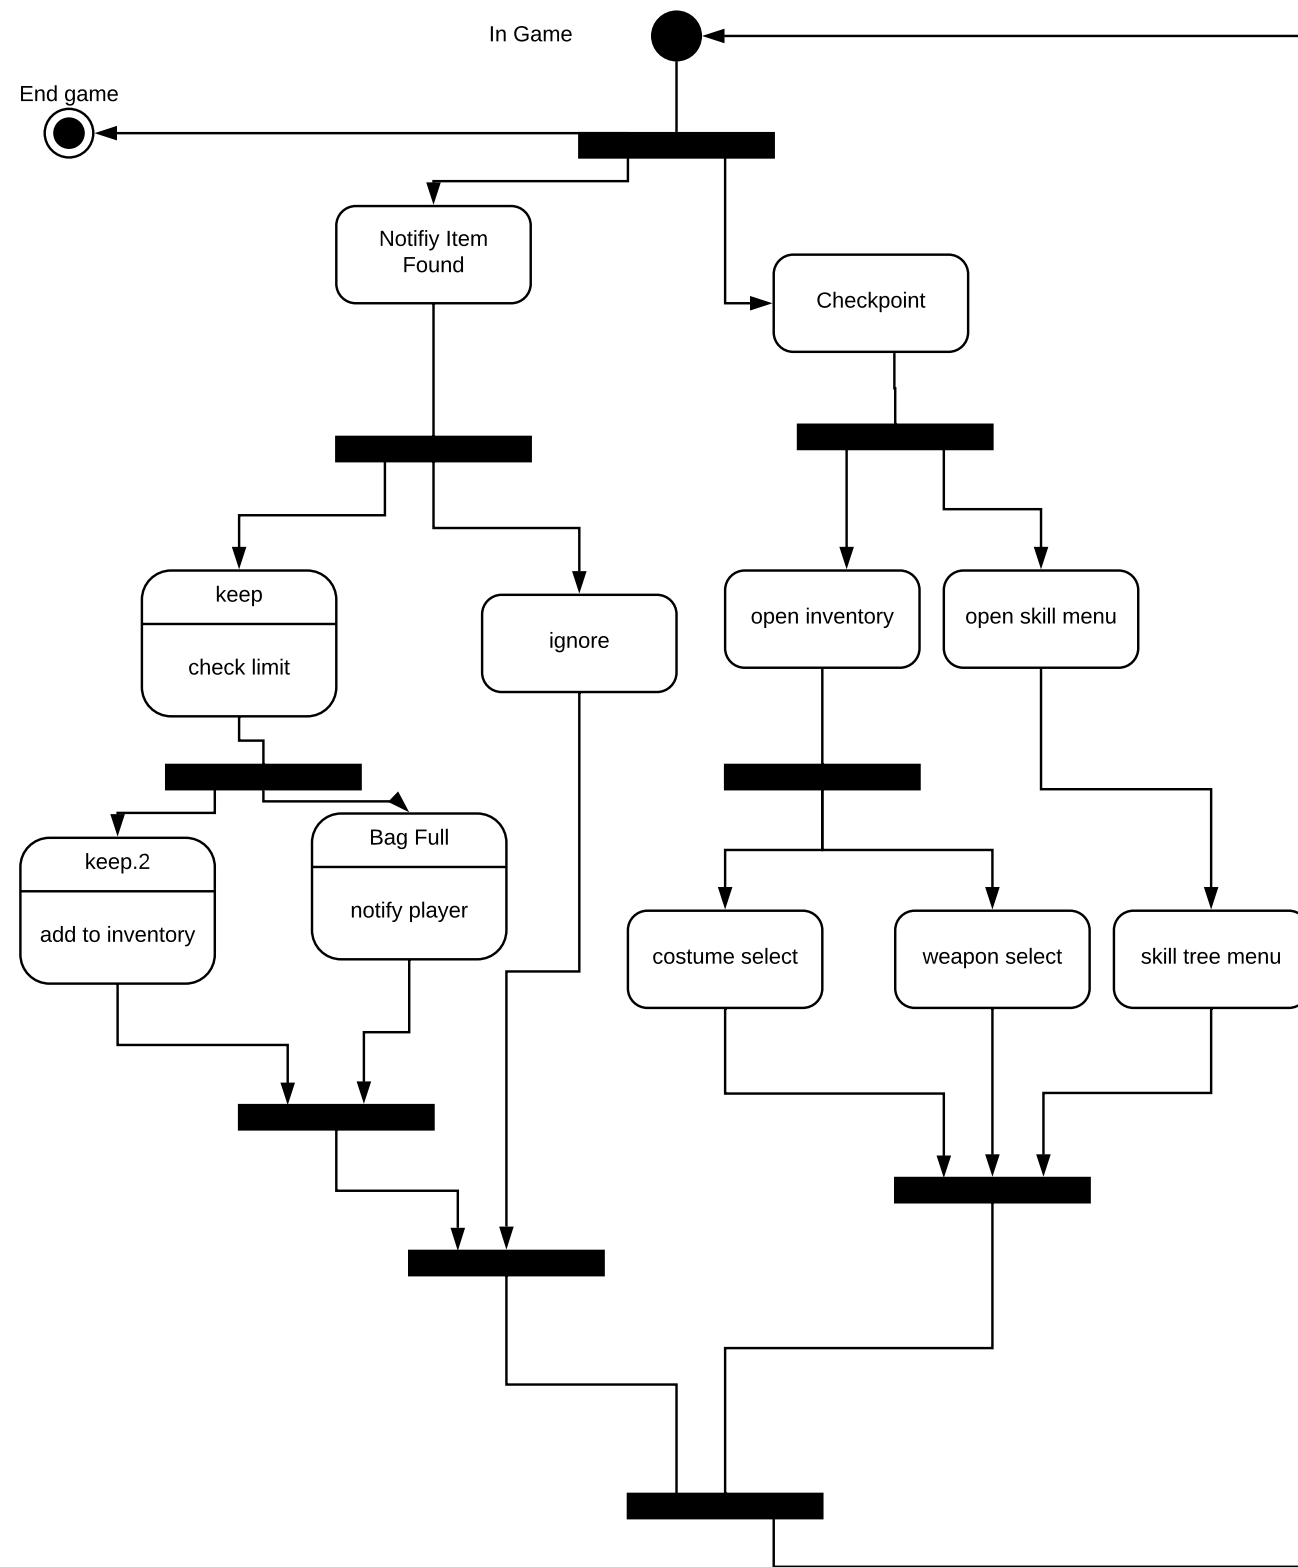 In Game
End game
Notifiy Item
Found
Checkpoint
keep
check limit
ignore
open inventory
open skill menu
keep.2
add to inventory
Bag Full
notify player
costume select
weapon select
skill tree menu